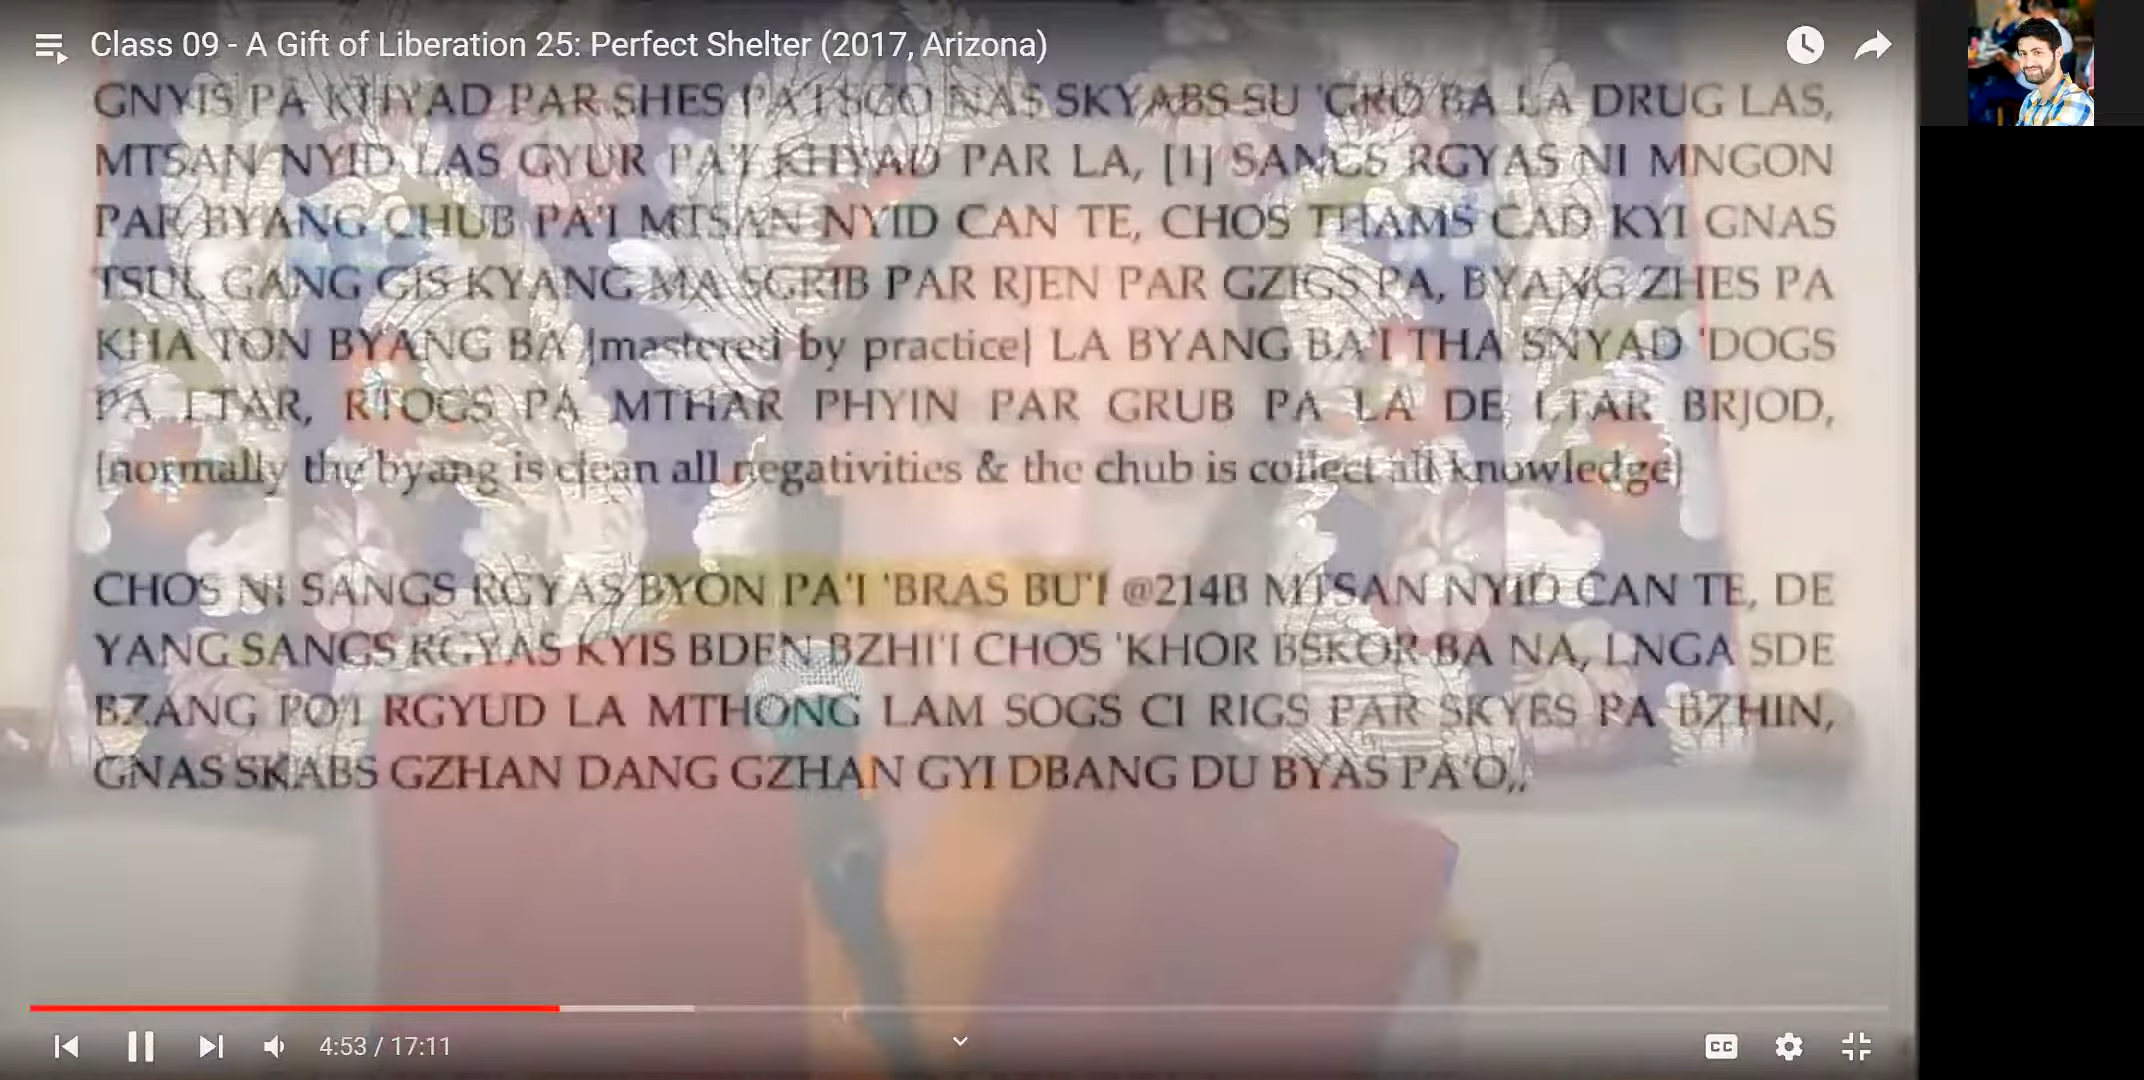 Class 09 - A Gift of Liberation 25: Perfect Shelter (2017, Arizona)
GNYIS PA KHYAD PAR SHES PA'I SGO NAS SKYABS SU 'GRO BA LA DRUG LAS,
MTSAN NYID LAS GYUR PA'I KHYAD PAR LA, [1] SANGS RGYAS NI MNGON
PAR BYANG CHUB PA'I MTSAN NYID CAN TE, CHOS THAMS CAD KYI GNAS
TSUL GANG GIS KYANG MA SGRIB PAR RJEN PAR GZIGS PA, BYANG ZHES PA
KHA TON BYANG BA {mastered by practice} LA BYANG BA'I THA SNYAD 'DOGS
PA LTAR, RTOGS PA MTHAR PHYIN PAR GRUB PA LA DE LTAR BRJOD,
{normally the byang is clean all negativities & the chub is collect all knowledge}
CHOS NI SANGS RGYAS BYON PA'I 'BRAS BU'I @214B MTSAN NYID CAN TE, DE
YANG SANGS RGYAS KYIS BDEN BZHI'I CHOS 'KHOR BSKOR BA NA, LNGA SDE
BZANG PO'I RGYUD LA MTHONG LAM SOGS CI RIGS PAR SKYES PA BZHIN,
GNAS SKABS GZHAN DANG GZHAN GYI DBANG DU BYAS PA'O,,
4:53 / 17:11
CC